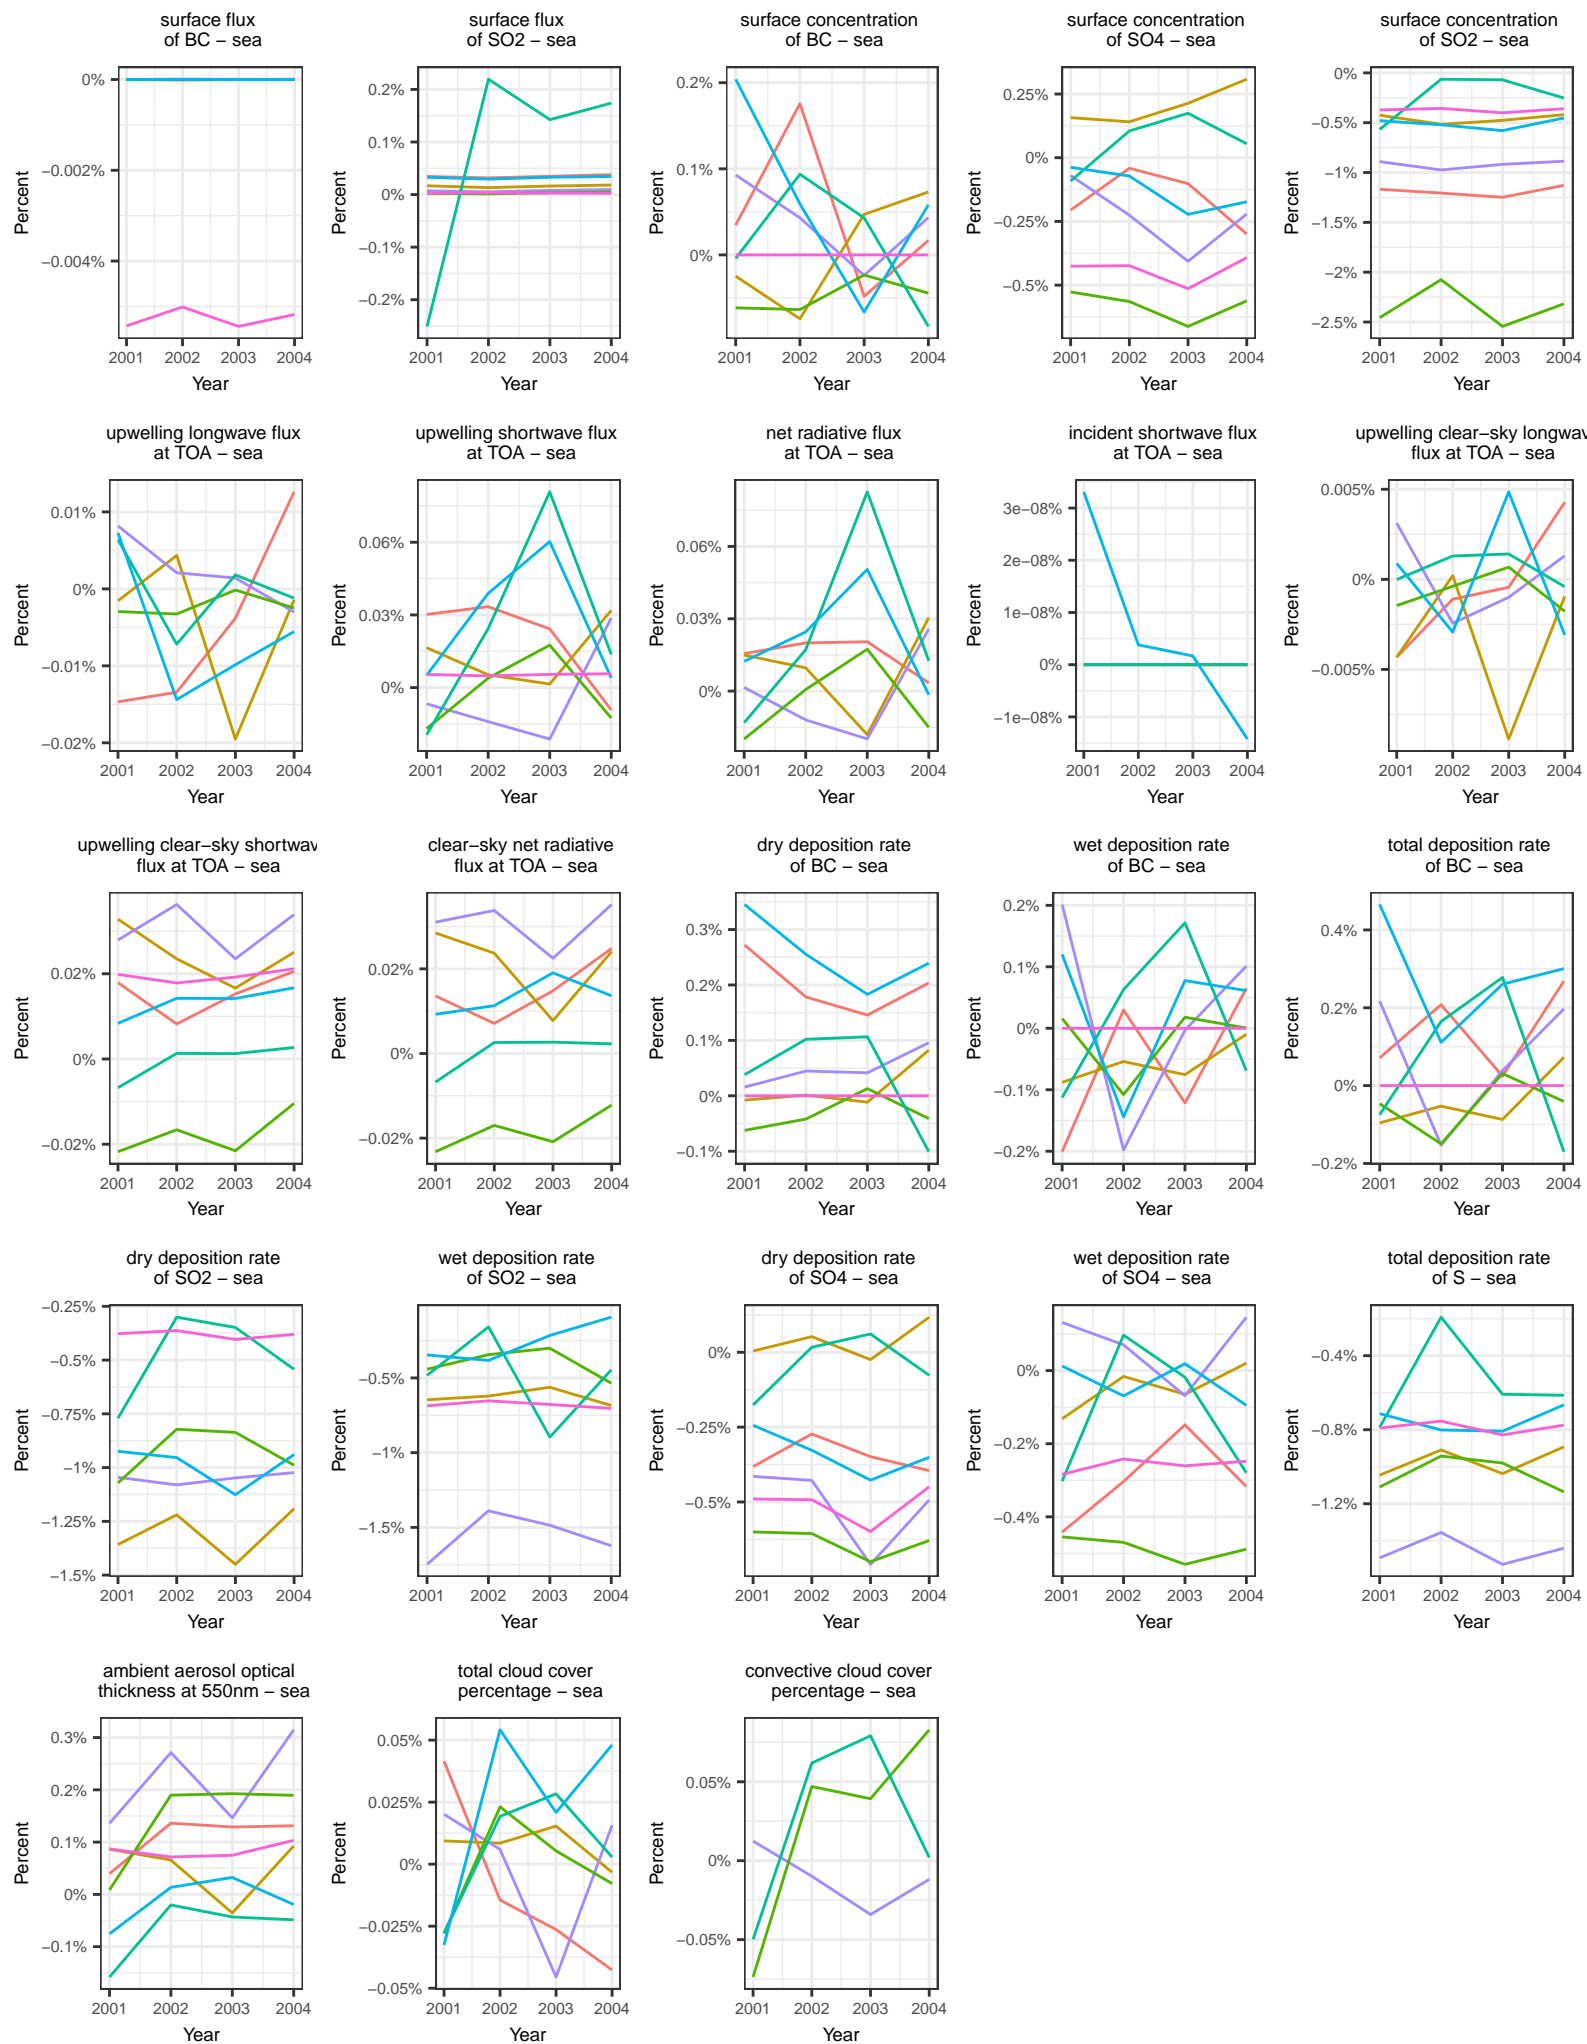 surface flux
of BC − sea
surface flux
of SO2 − sea
surface concentration
of BC − sea
surface concentration
of SO4 − sea
surface concentration
of SO2 − sea
0%
−0.002%
−0.004%
Percent
2001 2002 2003 2004
Year
0.2%
0.1%
0%
−0.1%
−0.2%
Percent
2001 2002 2003 2004
Year
0.2%
0.1%
0%
Percent
2001 2002 2003 2004
Year
0.25%
0%
−0.25%
−0.5%
Percent
2001 2002 2003 2004
Year
0%
−0.5%
−1%
−1.5%
−2%
−2.5%
Percent
2001 2002 2003 2004
Year
upwelling longwave flux
at TOA − sea
upwelling shortwave flux
at TOA − sea
net radiative flux
at TOA − sea
incident shortwave flux
at TOA − sea
upwelling clear−sky longwav
flux at TOA − sea
0.01%
0%
−0.01%
−0.02%
Percent
2001 2002 2003 2004
Year
0.06%
0.03%
0%
Percent
2001 2002 2003 2004
Year
0.06%
0.03%
0%
Percent
2001 2002 2003 2004
Year
3e−08%
2e−08%
1e−08%
0%
−1e−08%
Percent
2001 2002 2003 2004
Year
0.005%
0%
−0.005%
Percent
2001 2002 2003 2004
Year
upwelling clear−sky shortwav
flux at TOA − sea
clear−sky net radiative
flux at TOA − sea
dry deposition rate
of BC − sea
wet deposition rate
of BC − sea
total deposition rate
of BC − sea
0.02%
0%
−0.02%
Percent
2001 2002 2003 2004
Year
0.02%
0%
−0.02%
Percent
2001 2002 2003 2004
Year
0.3%
0.2%
0.1%
0%
−0.1%
Percent
2001 2002 2003 2004
Year
0.2%
0.1%
0%
−0.1%
−0.2%
Percent
2001 2002 2003 2004
Year
0.4%
0.2%
0%
−0.2%
Percent
2001 2002 2003 2004
Year
dry deposition rate
of SO2 − sea
wet deposition rate
of SO2 − sea
dry deposition rate
of SO4 − sea
wet deposition rate
of SO4 − sea
total deposition rate
of S − sea
−0.25%
−0.5%
−0.75%
−1%
−1.25%
−1.5%
Percent
2001 2002 2003 2004
Year
−0.5%
−1%
−1.5%
Percent
2001 2002 2003 2004
Year
0%
−0.25%
−0.5%
Percent
2001 2002 2003 2004
Year
0%
−0.2%
−0.4%
Percent
2001 2002 2003 2004
Year
−0.4%
−0.8%
−1.2%
Percent
2001 2002 2003 2004
Year
ambient aerosol optical
thickness at 550nm − sea
total cloud cover
percentage − sea
convective cloud cover
percentage − sea
0.3%
0.2%
0.1%
0%
−0.1%
Percent
2001 2002 2003 2004
Year
0.05%
0.025%
0%
−0.025%
−0.05%
Percent
2001 2002 2003 2004
Year
0.05%
0%
−0.05%
Percent
2001 2002 2003 2004
Year